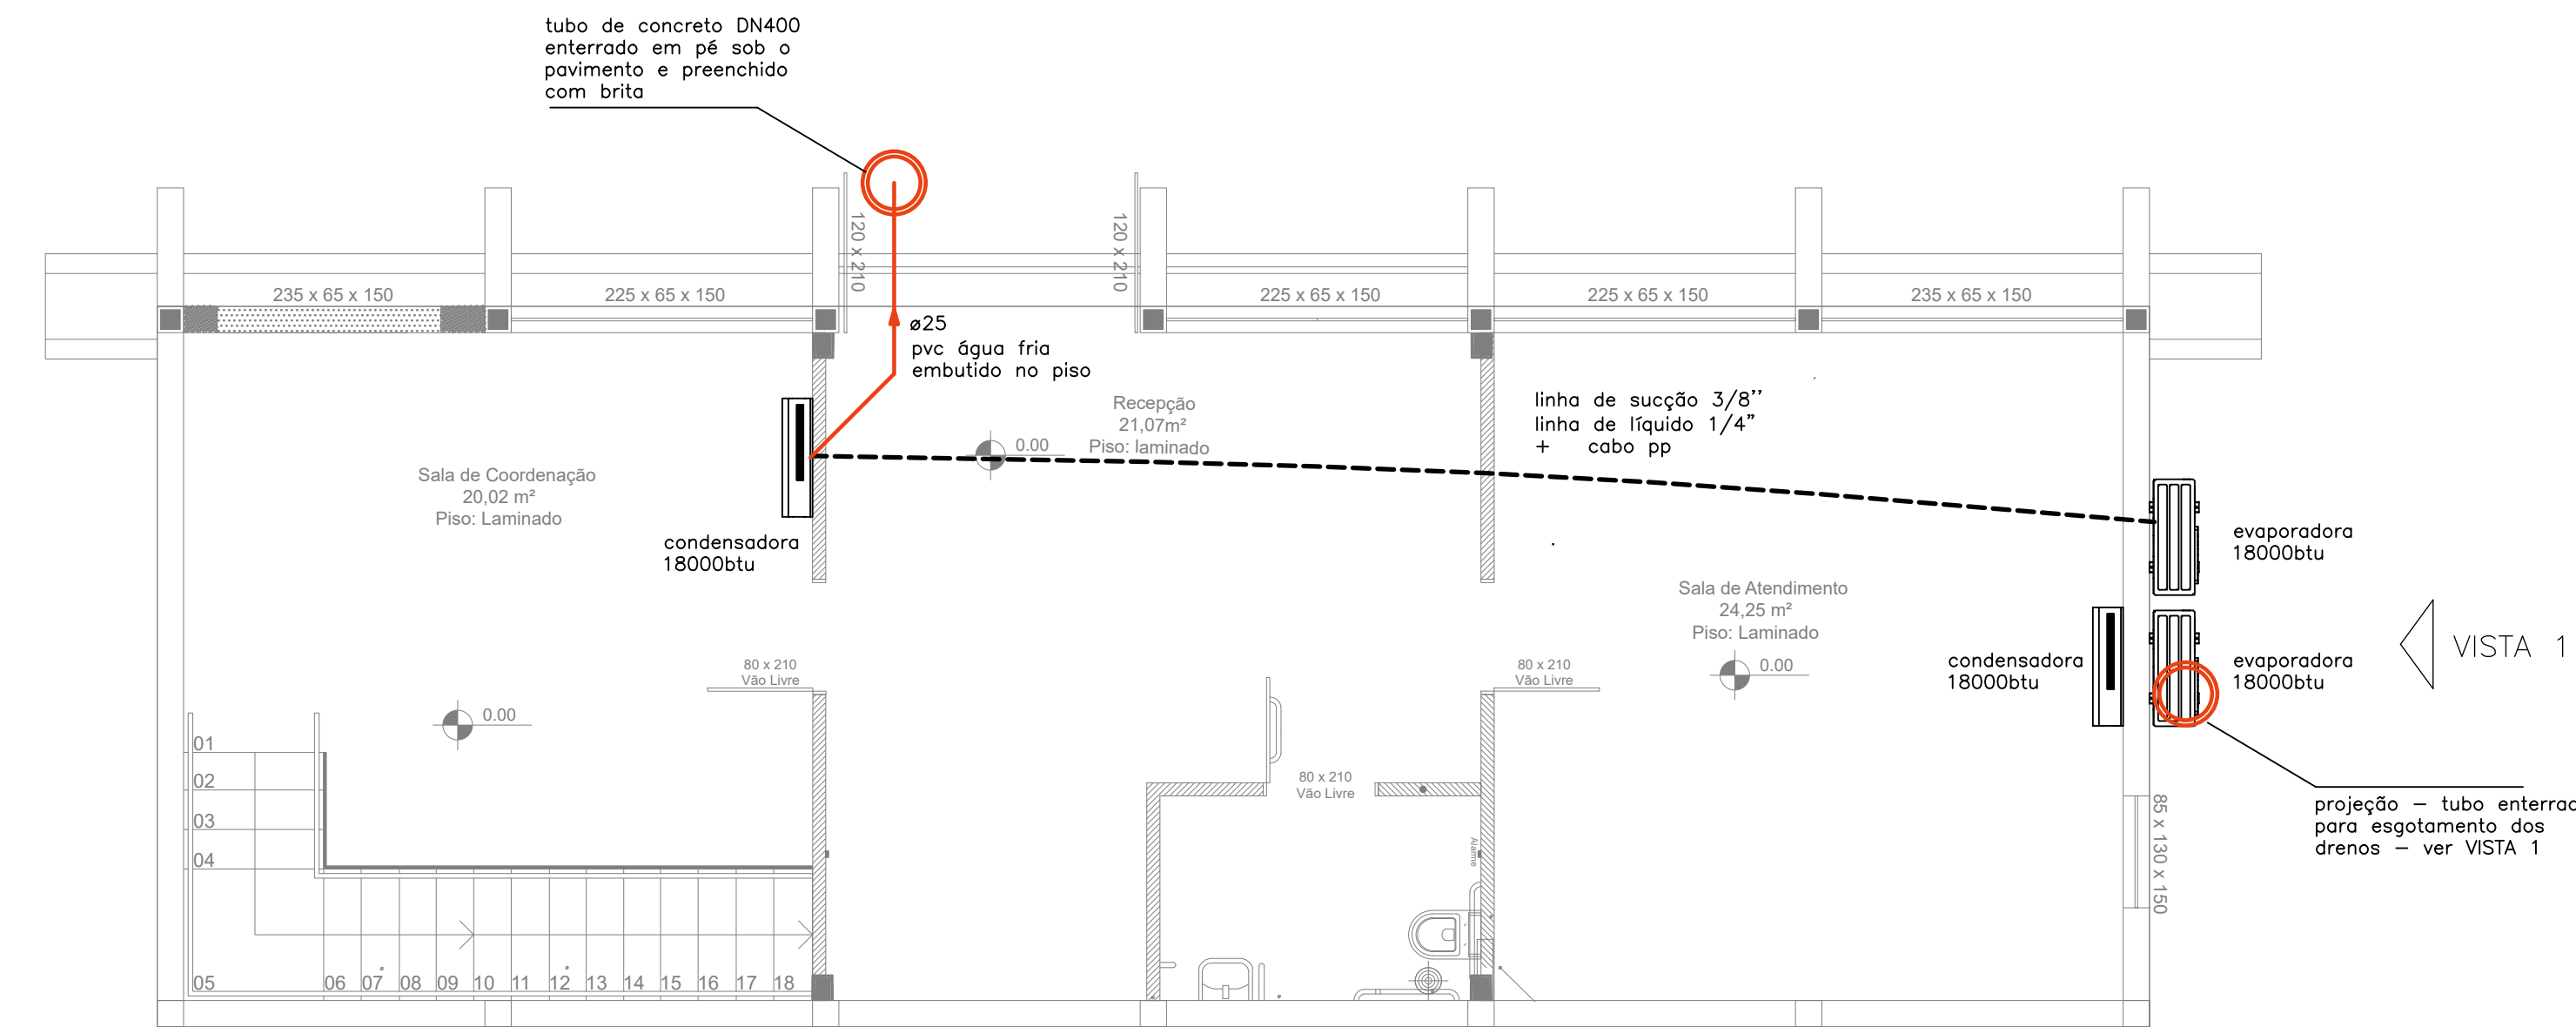 tubo de concreto DN400
enterrado em pé sob o
pavimento e preenchido
com brita
120 x 210
120 x 210
235 x 65 x 150
225 x 65 x 150
225 x 65 x 150
225 x 65 x 150
235 x 65 x 150
ø25
pvc água fria
embutido no piso
Recepção
21,07m²
Piso: laminado
0.00
linha de sucção 3/8''
linha de líquido 1/4"
+ cabo pp
Sala de Coordenação
20,02 m²
Piso: Laminado
condensadora
18000btu
evaporadora
18000btu
Sala de Atendimento
24,25 m²
Piso: Laminado
0.00
VISTA 1
condensadora
18000btu
evaporadora
18000btu
80 x 210
Vão Livre
80 x 210
Vão Livre
0.00
80 x 210
Vão Livre
85 x 130 x 150
projeção – tubo enterrad
para esgotamento dos
drenos – ver VISTA 1
Alarme
01
02
03
04
05
06
07
08
09
10
11
12
13
14
15
16
17
18